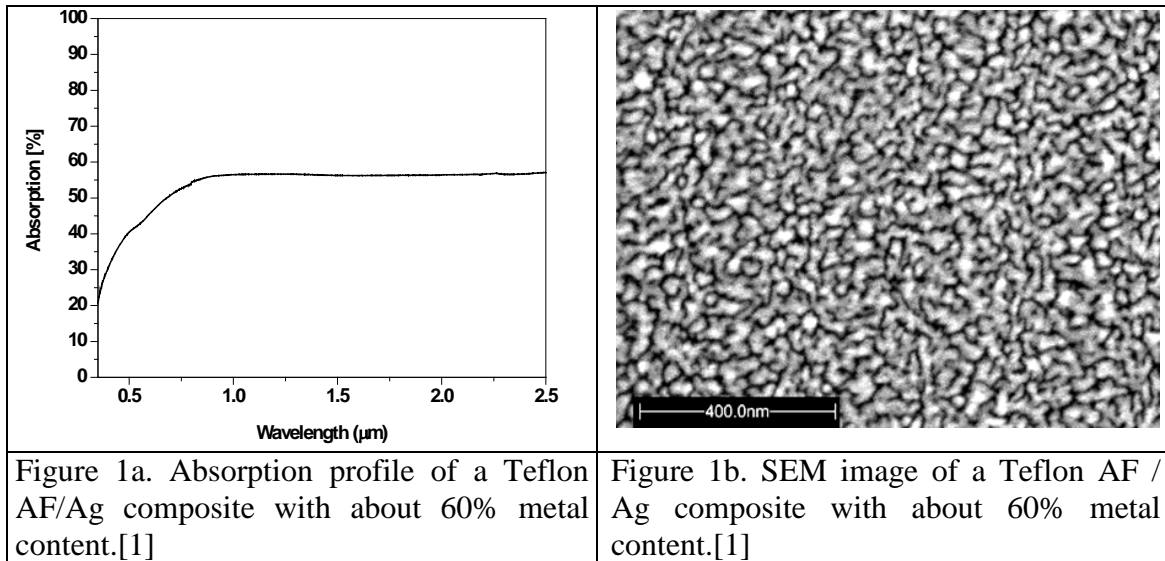 100
90
80
70
60
50
40
30
20
10
0
Absorption [%]
0.5 1.0 1.5 2.0 2.5
Wavelength (µm)
400.0nm
Figure 1a. Absorption profile of a Teflon
AF/Ag composite with about 60% metal
content.[1]
Figure 1b. SEM image of a Teflon AF /
Ag composite with about 60% metal
content.[1]